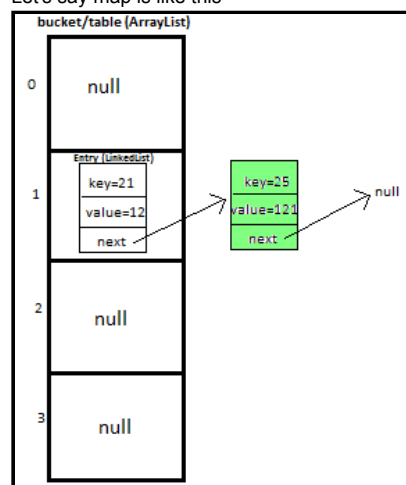 Let's say map is like this
bucket/table (ArrayList)
0
null
Entry (LinkedList)
1
key=21
value=12
next
key=25
value=121
next
null
2
null
3
null